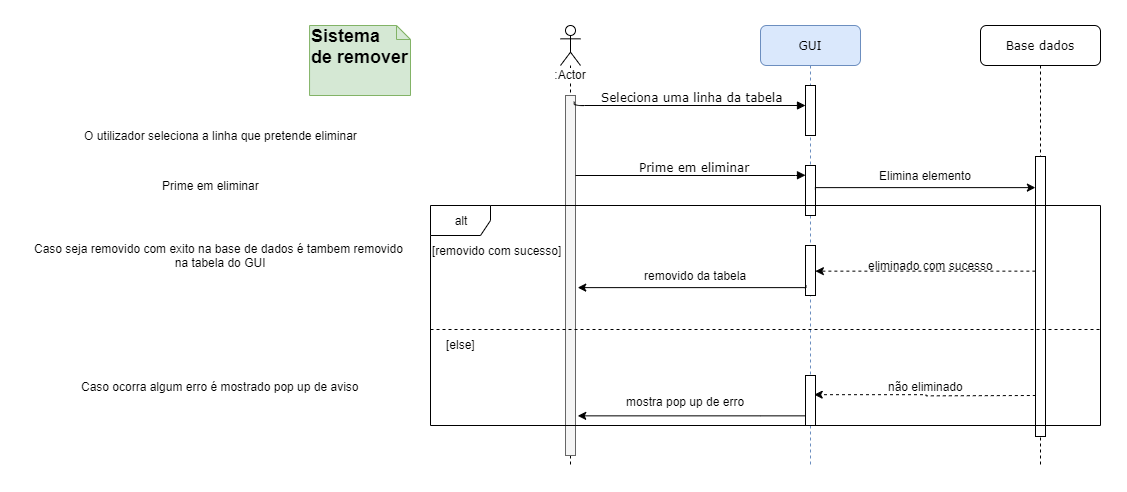 Sistema
de remover
:Actor
GUI
Base dados
Seleciona uma linha da tabela
O utilizador seleciona a linha que pretende eliminar
Prime em eliminar
Prime em eliminar
Elimina elemento
alt
[removido com sucesso]
Caso seja removido com exito na base de dados é tambem removido
na tabela do GUI
eliminado com sucesso
removido da tabela
[else]
Caso ocorra algum erro é mostrado pop up de aviso
não eliminado
mostra pop up de erro